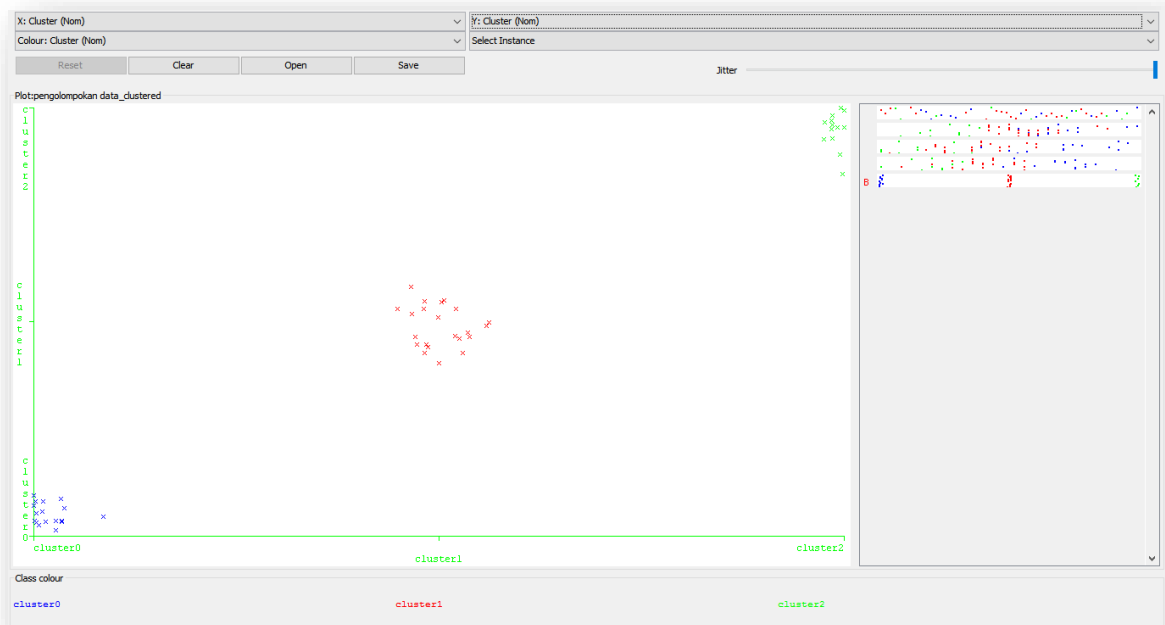 X: Cluster (Nom)
Y: Cluster (Nom)
Colour: Cluster (Nom)
Select Instance
Reset
Clear
Open
Save
Jitter
Plot:pengolompokan data_clustered
cluster2
cluster1
cluster0
cluster0
cluster1
cluster2
B
Class colour
cluster0
cluster1
cluster2